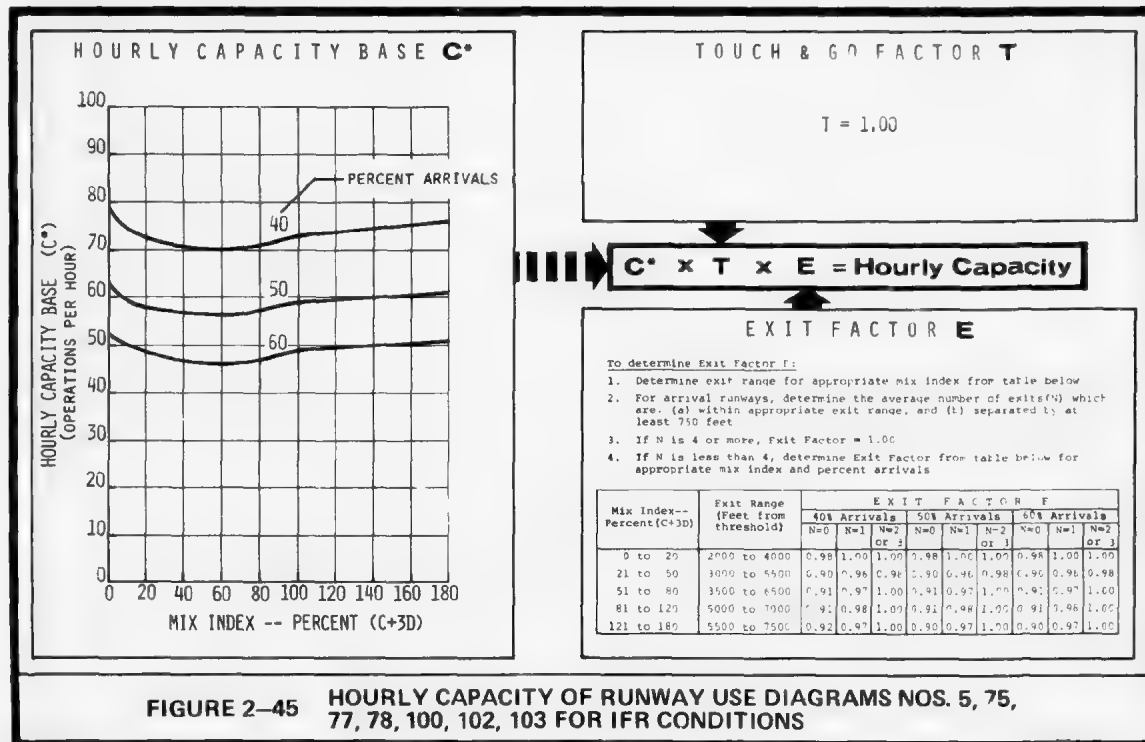 HOURLY CAPACITY BASE C*
100
90
80
70
60
50
40
30
20
10
0
HOURLY CAPACITY BASE (C*)
(OPERATIONS PER HOUR)
PERCENT ARRIVALS
40
50
60
0 20 40 60 80 100 120 140 160 180
MIX INDEX -- PERCENT (C+3D)
TOUCH & GO FACTOR T
T = 1.00
C* x T x E = Hourly Capacity
EXIT FACTOR E
To determine Exit Factor E:
1. Determine exit range for appropriate mix index from table below
2. For arrival runways, determine the average number of exits(N) which
are. (a) within appropriate exit range, and (b) separated by at
least 750 feet
3. If N is 4 or more, Exit Factor = 1.00
4. If N is less than 4, determine Exit Factor from table below for
appropriate mix index and percent arrivals
Mix Index--
Percent(C+3D)
Exit Range
(Feet from
threshold)
EXIT FACTOR E
40% Arrivals 50% Arrivals 60% Arrivals
N=0 N=1 N=2 or 3 N=0 N=1 N=2 or 3 N=0 N=1 N=2 or 3
0 to 20 2000 to 4000 0.98 1.00 1.00 0.98 1.00 1.00 0.98 1.00 1.00
21 to 50 3000 to 5500 0.90 0.96 0.98 0.90 0.96 0.98 0.90 0.96 0.98
51 to 80 3500 to 6500 0.91 0.97 1.00 0.91 0.97 1.00 0.91 0.97 1.00
81 to 120 5000 to 7000 0.91 0.98 1.00 0.91 0.98 1.00 0.91 0.98 1.00
121 to 180 5500 to 7500 0.92 0.97 1.00 0.90 0.97 1.00 0.90 0.97 1.00
FIGURE 2–45 HOURLY CAPACITY OF RUNWAY USE DIAGRAMS NOS. 5, 75,
77, 78, 100, 102, 103 FOR IFR CONDITIONS